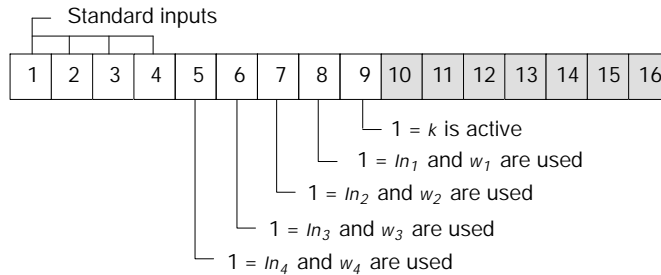 Standard inputs
1 2 3 4 5 6 7 8 9 10 11 12 13 14 15 16
1 = k is active
1 = In₁ and w₁ are used
1 = In₂ and w₂ are used
1 = In₃ and w₃ are used
1 = In₄ and w₄ are used